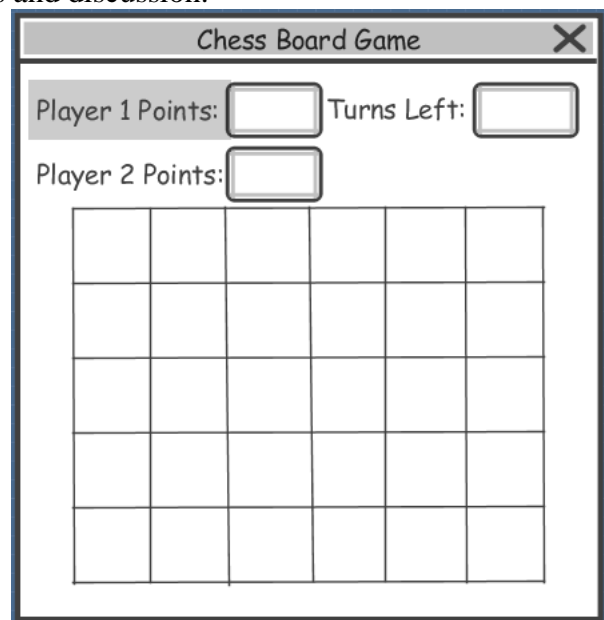 and discussion.
Chess Board Game
Player 1 Points:
Turns Left:
Player 2 Points: